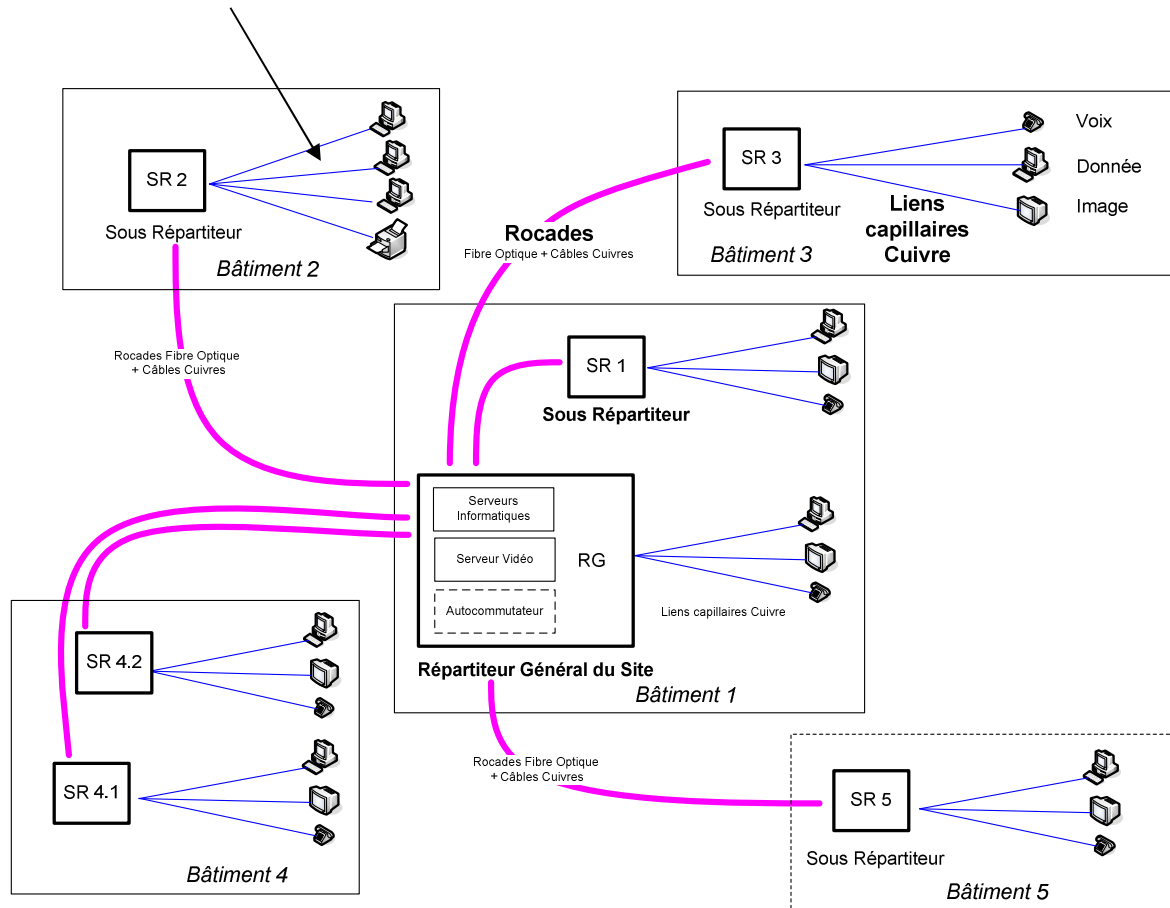 SR 2
Sous Répartiteur
Bâtiment 2
SR 3
Sous Répartiteur
Bâtiment 3
Voix
Donnée
Image
Liens
capillaires
Cuivre
Rocades
Fibre Optique + Câbles Cuivres
Rocades Fibre Optique
+ Câbles Cuivres
SR 1
Sous Répartiteur
Serveurs
Informatiques
Serveur Vidéo
Autocommutateur
RG
Liens capillaires Cuivre
Répartiteur Général du Site
Bâtiment 1
SR 4.2
SR 4.1
Bâtiment 4
Rocades Fibre Optique
+ Câbles Cuivres
SR 5
Sous Répartiteur
Bâtiment 5